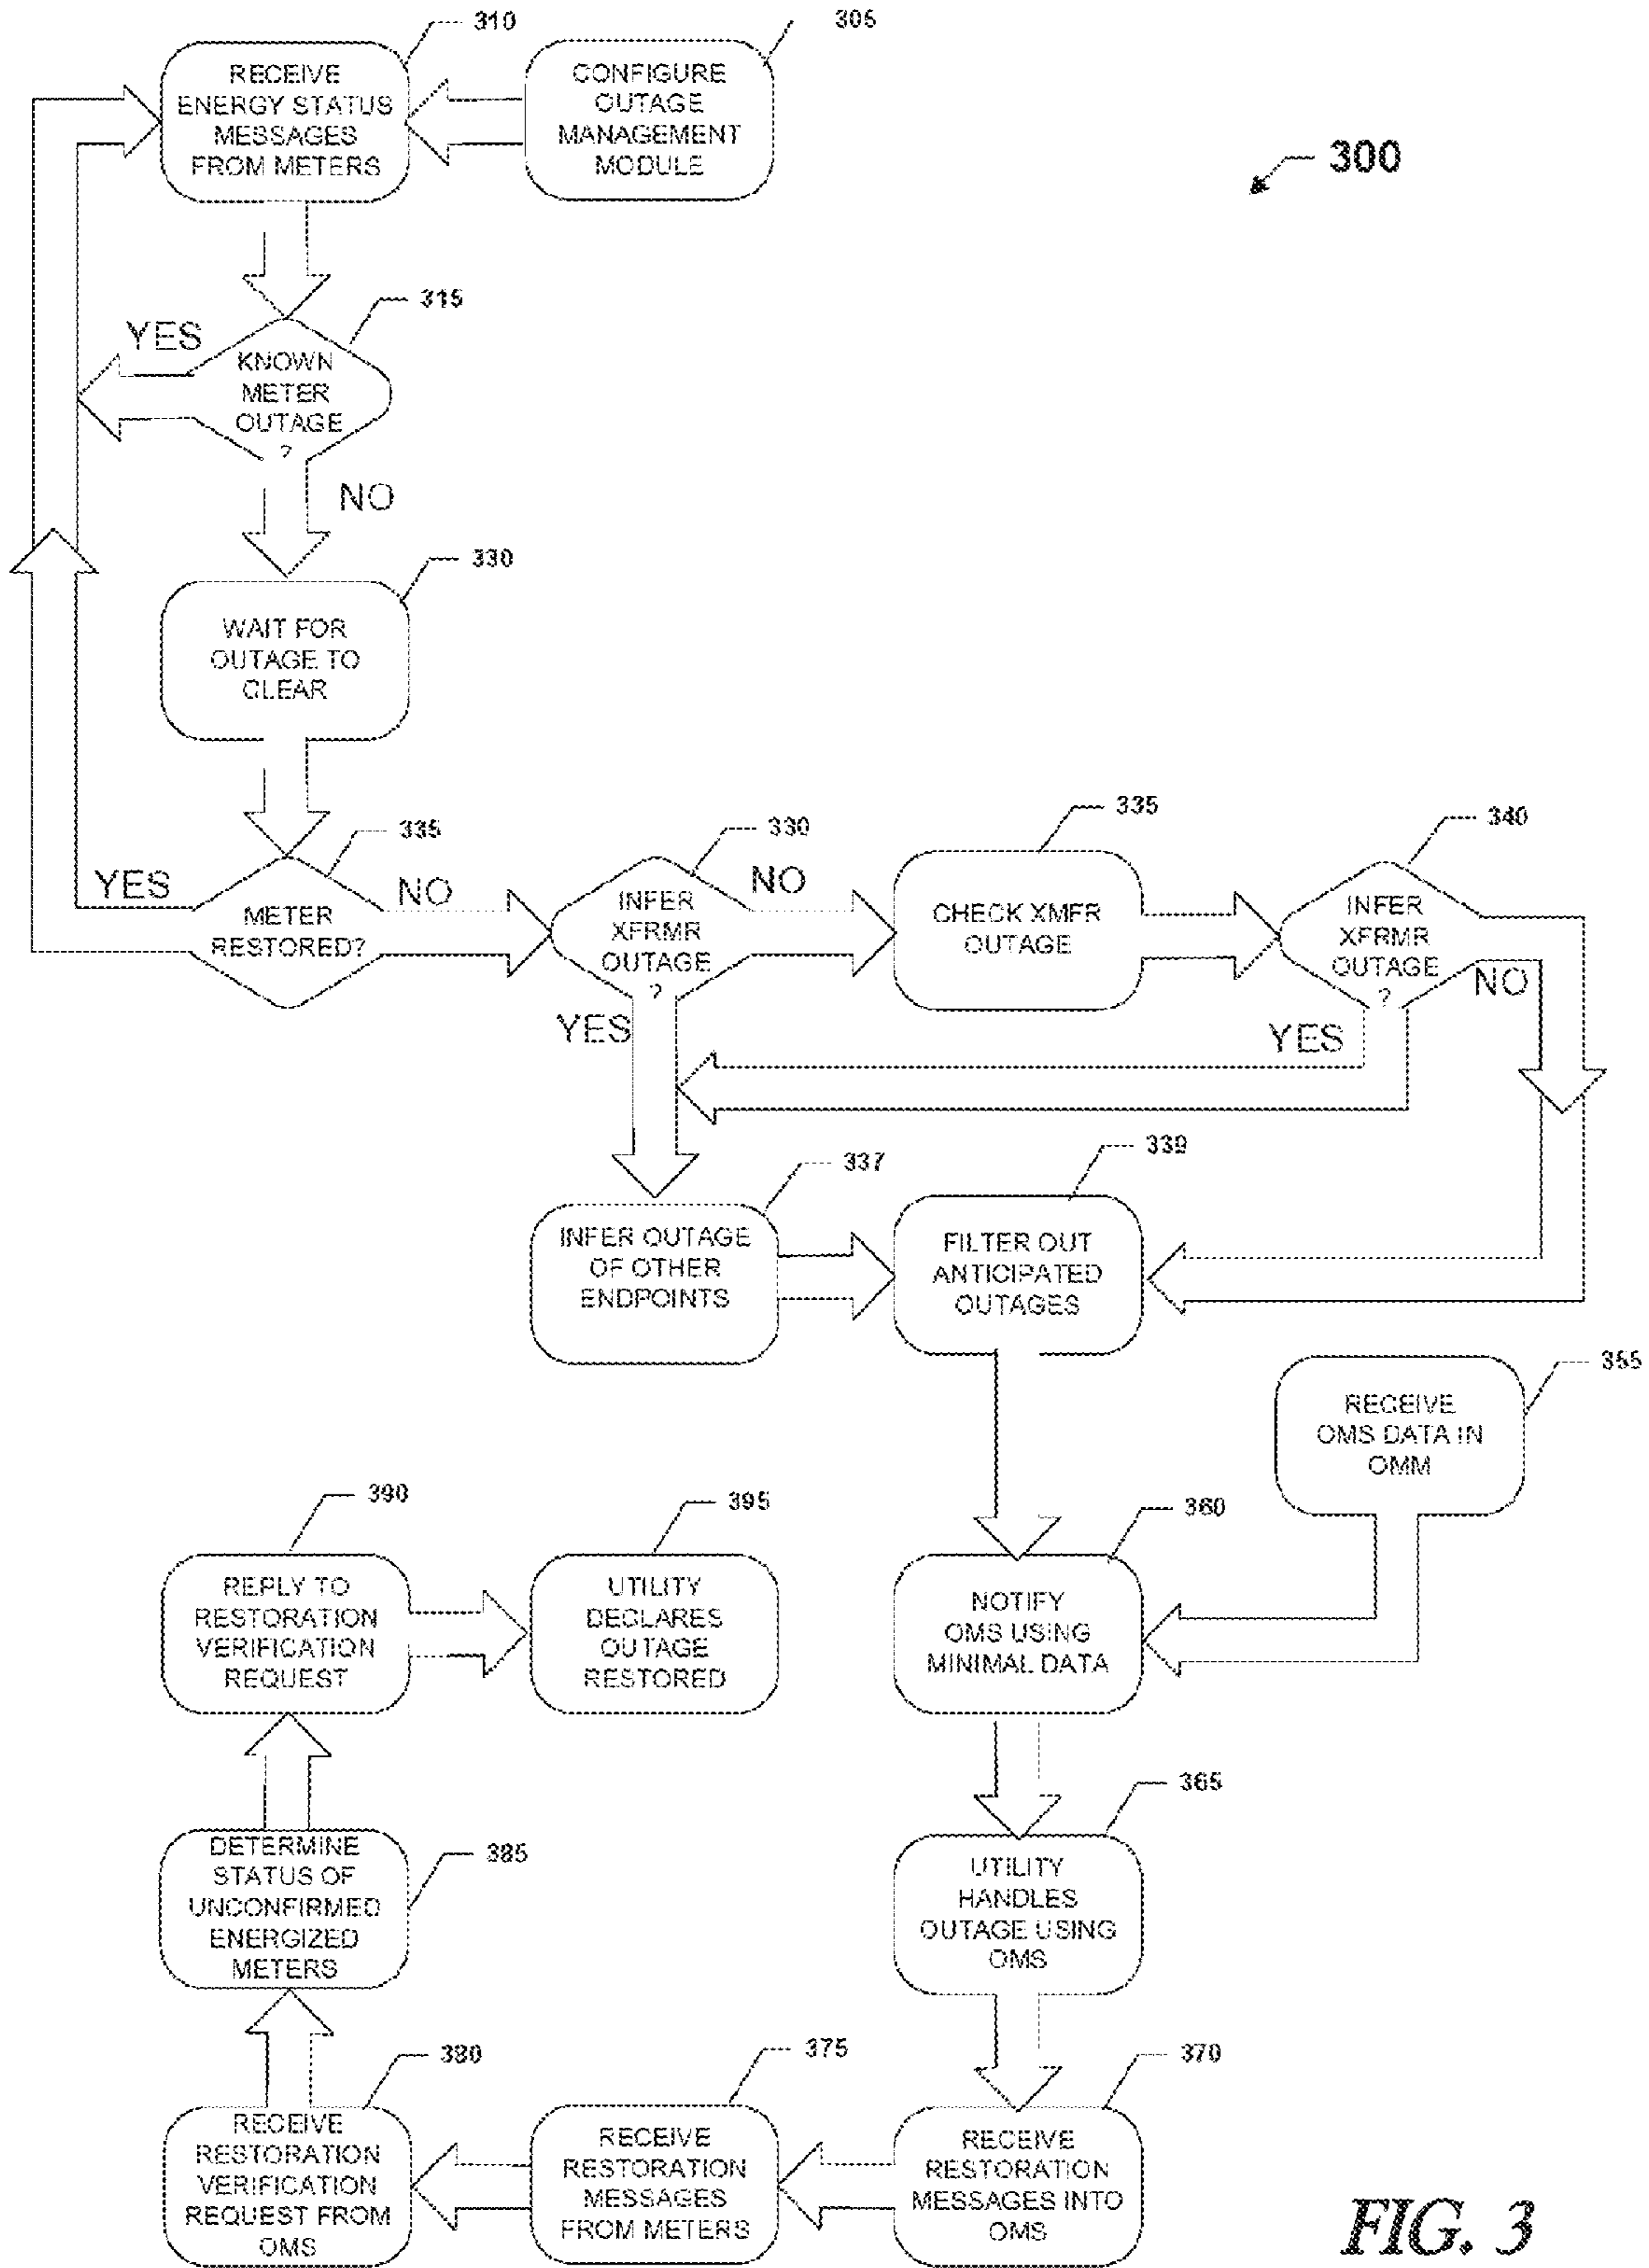 310
305
RECEIVE
ENERGY STATUS
MESSAGES
FROM METERS
CONFIGURE
OUTAGE
MANAGEMENT
MODULE
300
315
YES
KNOWN
METER
OUTAGE
?
NO
330
WAIT FOR
OUTAGE TO
CLEAR
335
YES
METER
RESTORED?
NO
330
INFER
XFRMR
OUTAGE
?
NO
YES
335
CHECK XMFR
OUTAGE
340
INFER
XFRMR
OUTAGE
?
NO
YES
337
INFER OUTAGE
OF OTHER
ENDPOINTS
339
FILTER OUT
ANTICIPATED
OUTAGES
355
RECEIVE
OMS DATA IN
OMM
360
NOTIFY
OMS USING
MINIMAL DATA
390
REPLY TO
RESTORATION
VERIFICATION
REQUEST
395
UTILITY
DECLARES
OUTAGE
RESTORED
365
UTILITY
HANDLES
OUTAGE USING
OMS
385
DETERMINE
STATUS OF
UNCONFIRMED
ENERGIZED
METERS
380
RECEIVE
RESTORATION
VERIFICATION
REQUEST FROM
OMS
375
RECEIVE
RESTORATION
MESSAGES
FROM METERS
370
RECEIVE
RESTORATION
MESSAGES INTO
OMS
FIG. 3